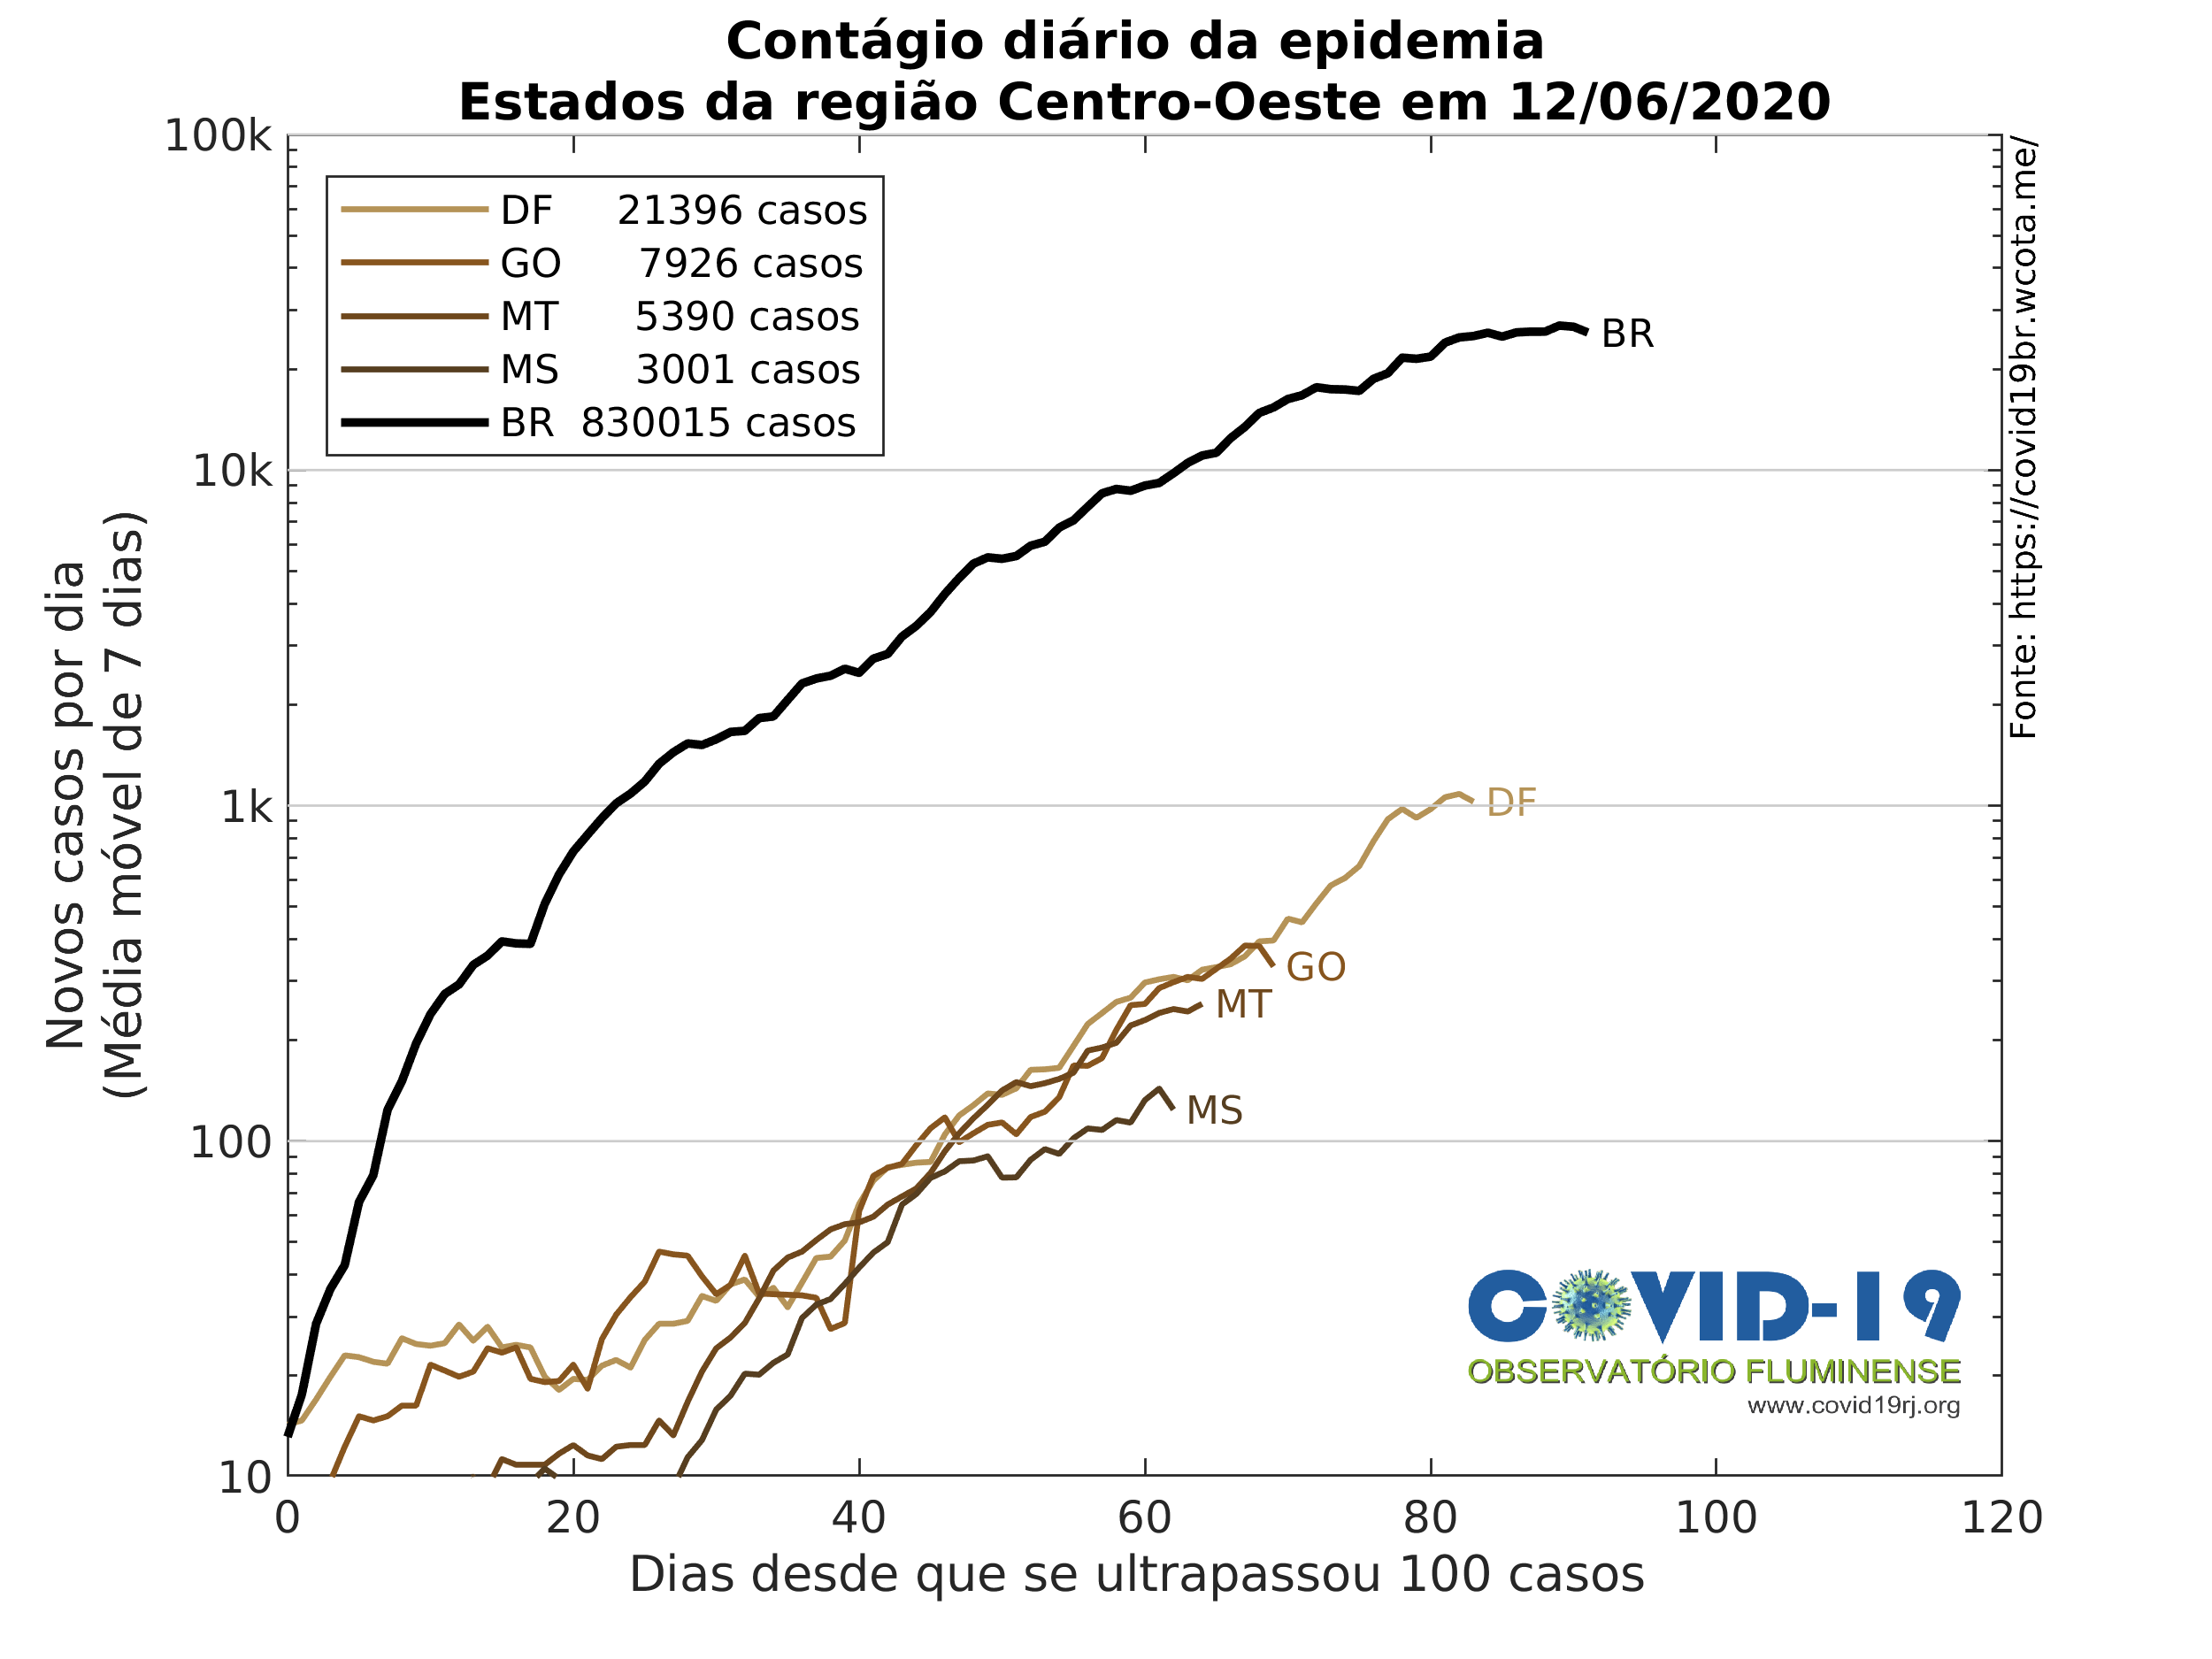 Contágio diário da epidemia
Estados da região Centro-Oeste em 12/06/2020
100k
10k
1k
100
10
Novos casos por dia
(Média móvel de 7 dias)
DF 21396 casos
GO 7926 casos
MT 5390 casos
MS 3001 casos
BR 830015 casos
BR
DF
GO
MT
MS
Fonte: https://covid19br.wcota.me/
COVID-19
OBSERVATÓRIO FLUMINENSE
www.covid19rj.org
0 20 40 60 80 100 120
Dias desde que se ultrapassou 100 casos